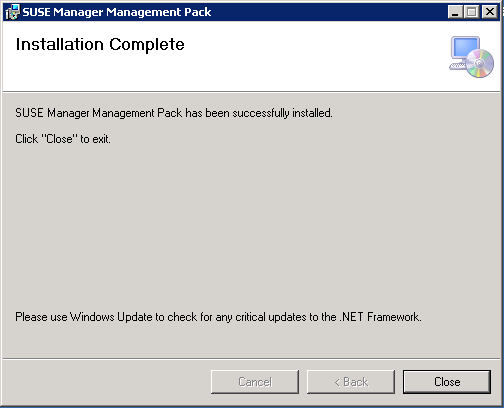 SUSE Manager Management Pack
Installation Complete
SUSE Manager Management Pack has been successfully installed.
Click "Close" to exit.
Please use Windows Update to check for any critical updates to the .NET Framework.
Cancel
< Back
Close